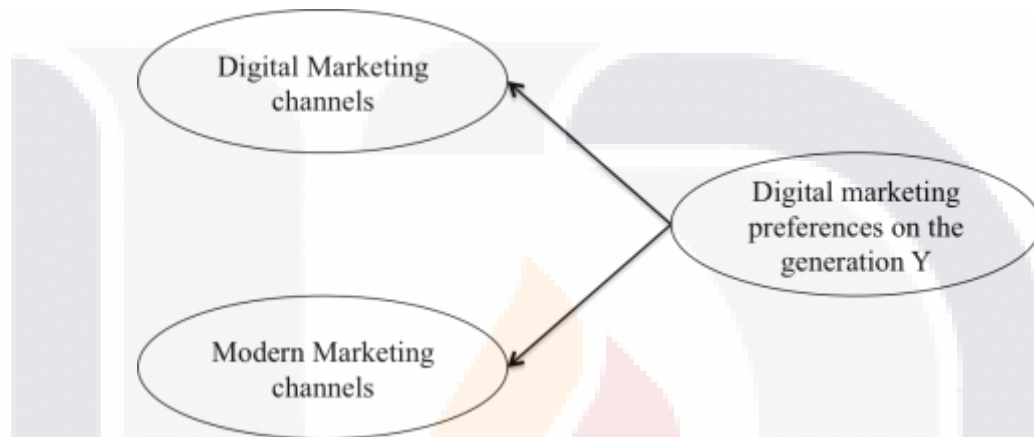 Digital Marketing
channels
Digital marketing
preferences on the
generation Y
Modern Marketing
channels